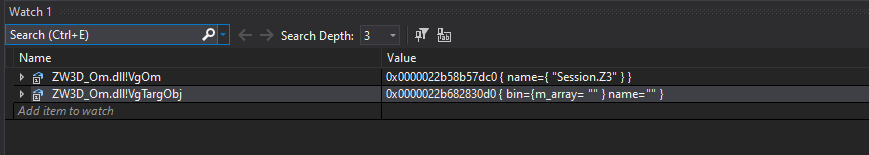 Watch 1
Search (Ctrl+E) Search Depth: 3
Name Value
ZW3D_Om.dll!VgOm 0x0000022b58b57dc0 { name={ "Session.Z3" } }
ZW3D_Om.dll!VgTargObj 0x0000022b682830d0 { bin={m_array= "" } name="" }
Add item to watch